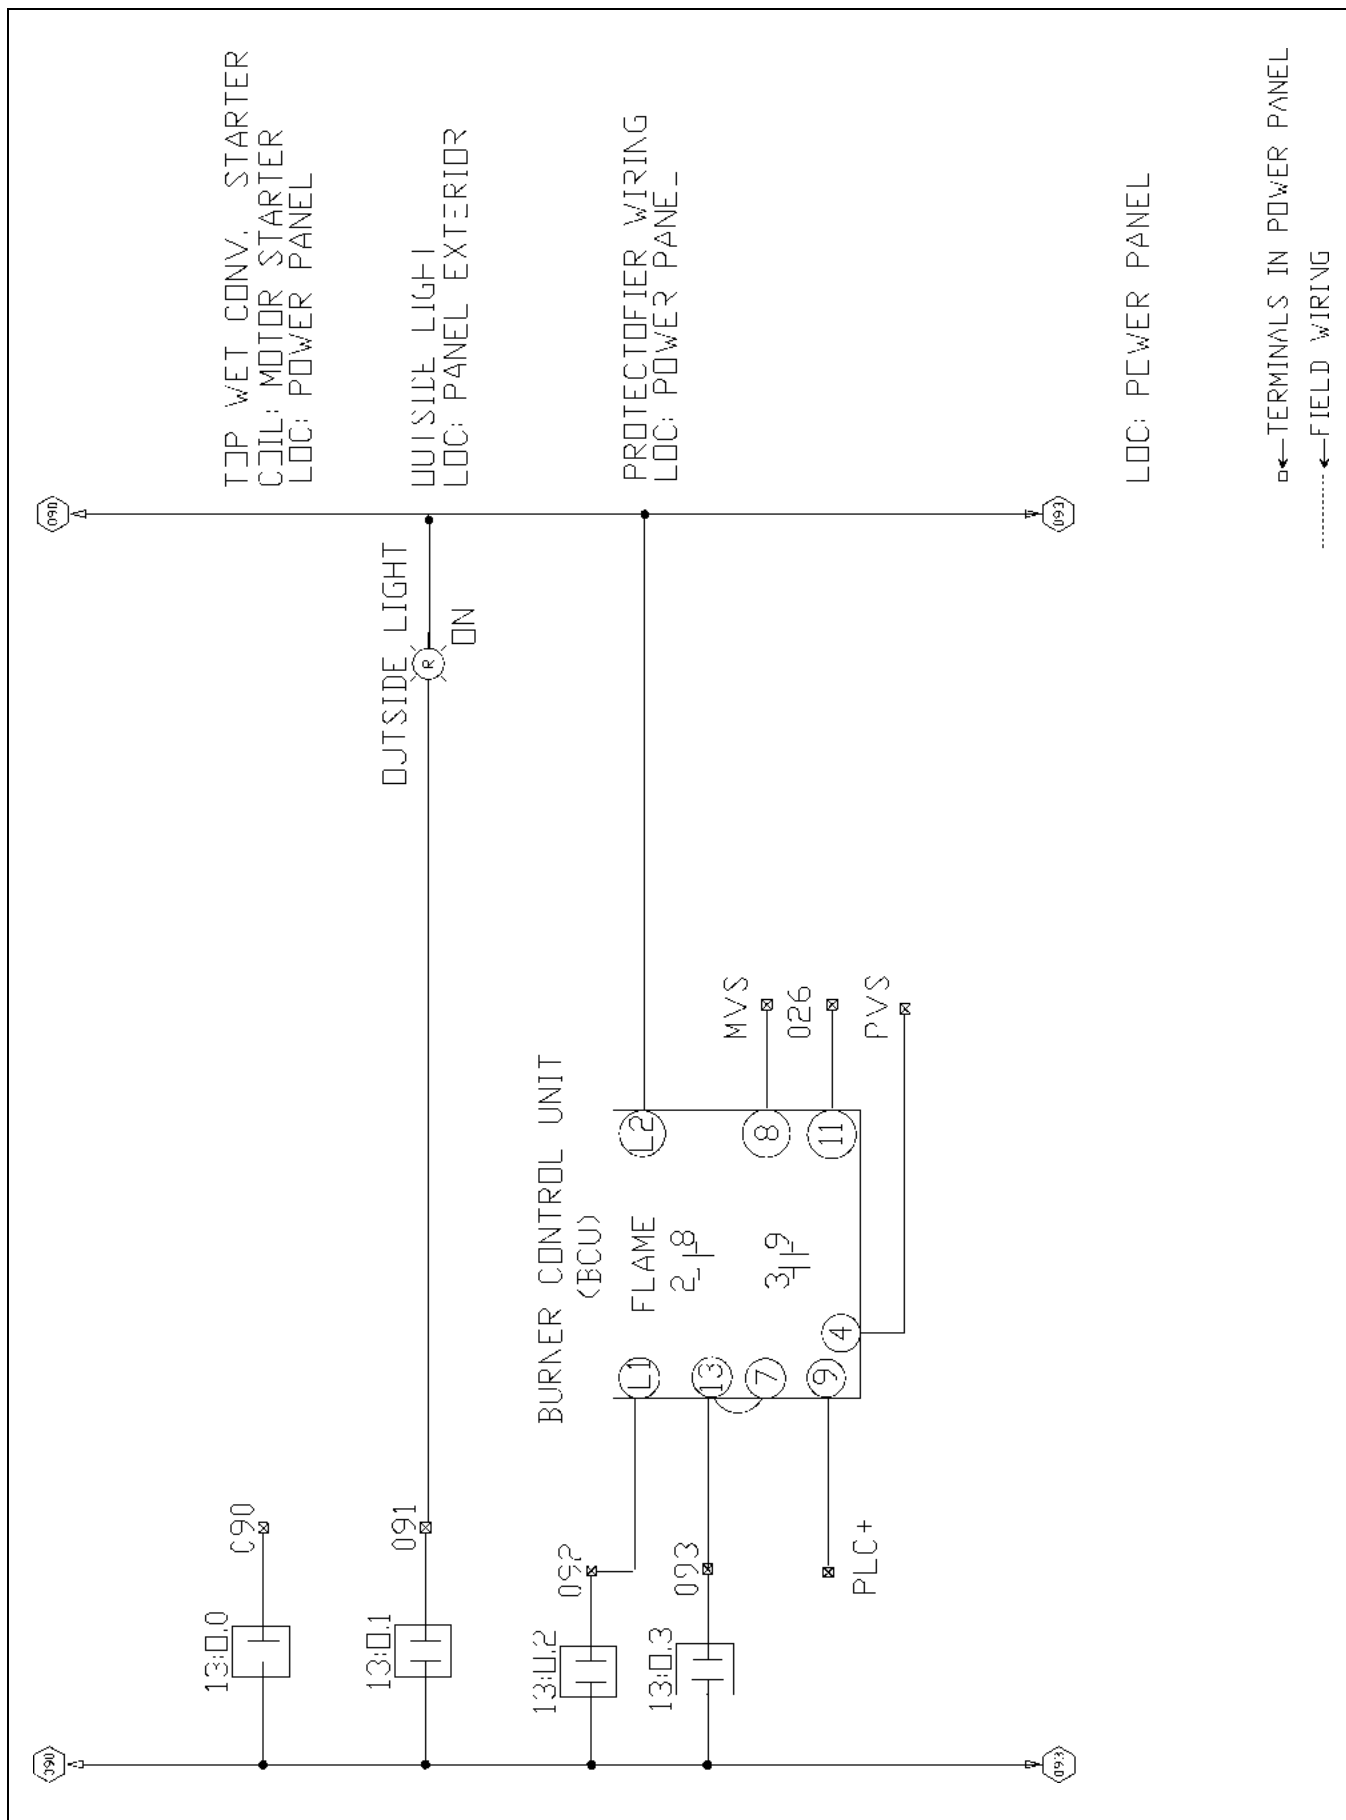 090
TOP WET CONV. STARTER
COIL: MOTOR STARTER
LOC: POWER PANEL
OUTSIDE LIGHT
LOC: PANEL EXTERIOR
PROTECTOFIER WIRING
LOC: POWER PANEL
LOC: POWER PANEL
TERMINALS IN POWER PANEL
FIELD WIRING
093
OUTSIDE LIGHT
R
ON
BURNER CONTROL UNIT
(BCU)
FLAME
2 8
3 9
L1
L2
13
7
8
9
4
11
MVS
026
PVS
PLC+
13:O.0
090
13:O.1
091
13:O.2
092
13:O.3
093
090
093